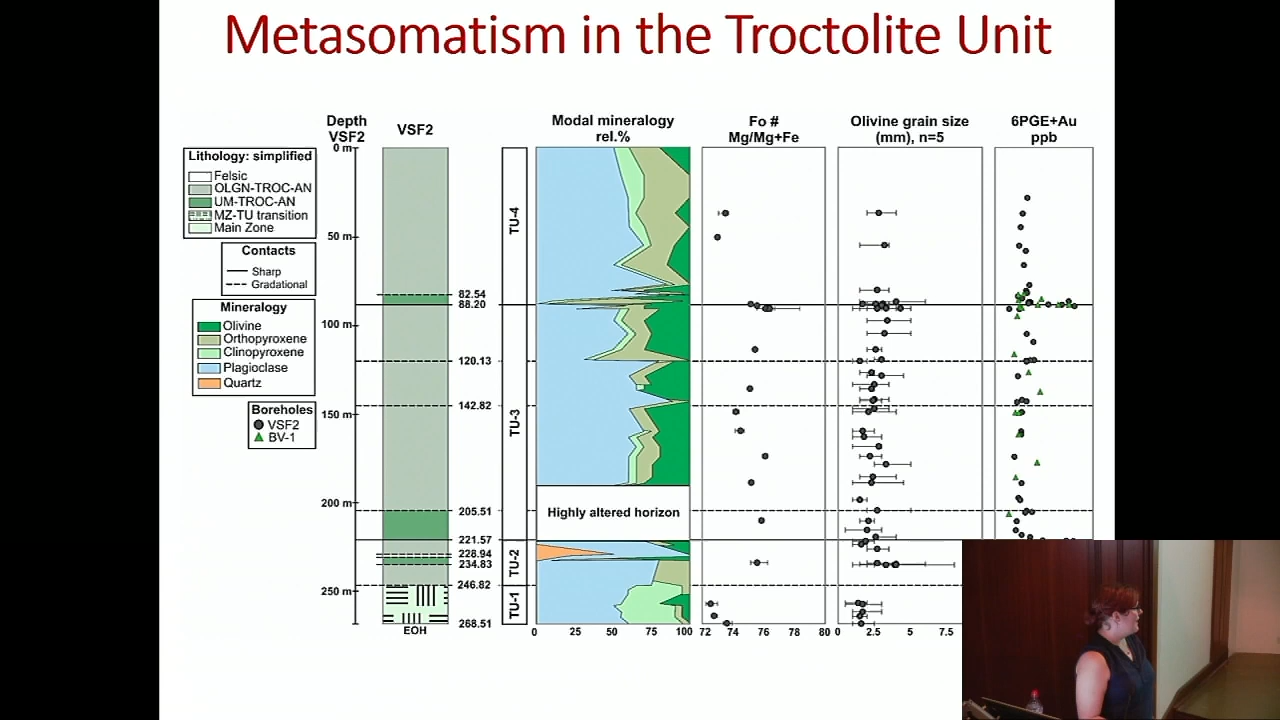 Metasomatism in the Troctolite Unit
Depth
VSF2
VSF2
Modal mineralogy
rel.%
Fo #
Mg/Mg+Fe
Olivine grain size
(mm), n=5
6PGE+Au
ppb
Lithology: simplified
Felsic
OLGN-TROC-AN
UM-TROC-AN
MZ-TU transition
Main Zone
Contacts
Sharp
Gradational
Mineralogy
Olivine
Orthopyroxene
Clinopyroxene
Plagioclase
Quartz
Boreholes
VSF2
BV-1
0 m
50 m
100 m
150 m
200 m
250 m
EOH
82.54
88.20
120.13
142.82
205.51
221.57
228.94
234.83
246.82
268.51
TU-4
TU-3
TU-2
TU-1
Highly altered horizon
0 25 50 75 100
72 74 76 78 80
0 2.5 5 7.5